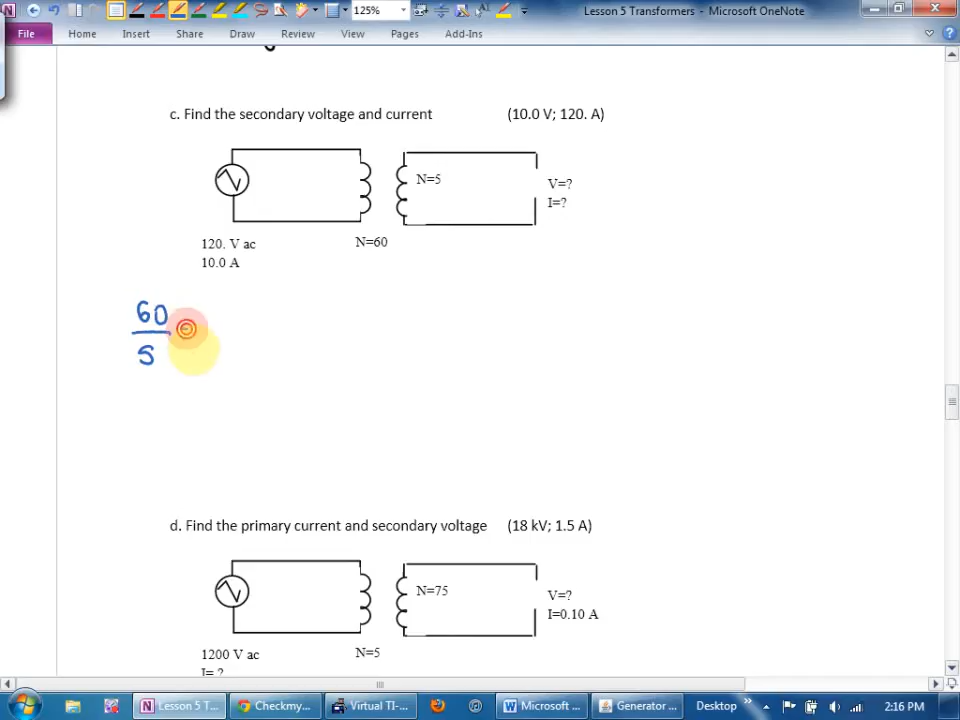 125%
Lesson 5 Transformers - Microsoft OneNote
File Home Insert Share Draw Review View Pages Add-Ins
c. Find the secondary voltage and current (10.0 V; 120. A)
N=5
V=?
I=?
120. V ac
N=60
10.0 A
60
5
d. Find the primary current and secondary voltage (18 kV; 1.5 A)
N=75
V=?
I=0.10 A
1200 V ac
N=5
I= ?
Lesson 5 T... Checkmy... Virtual TI-... Microsoft ... Generator ... Desktop 2:16 PM